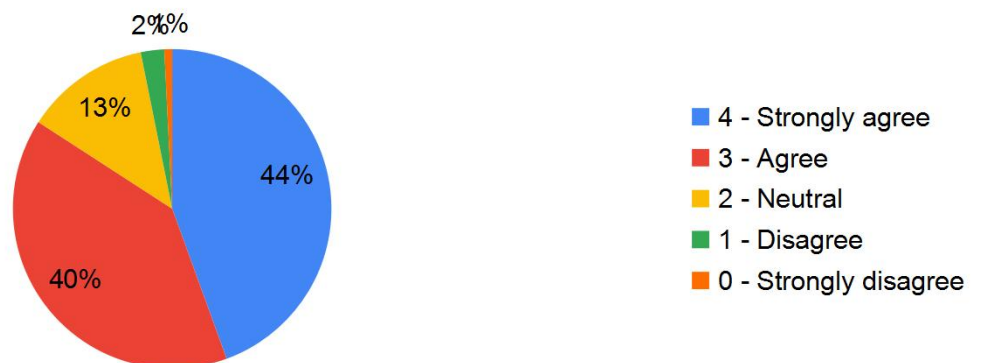 2%
1%
13%
44%
40%
4 - Strongly agree
3 - Agree
2 - Neutral
1 - Disagree
0 - Strongly disagree